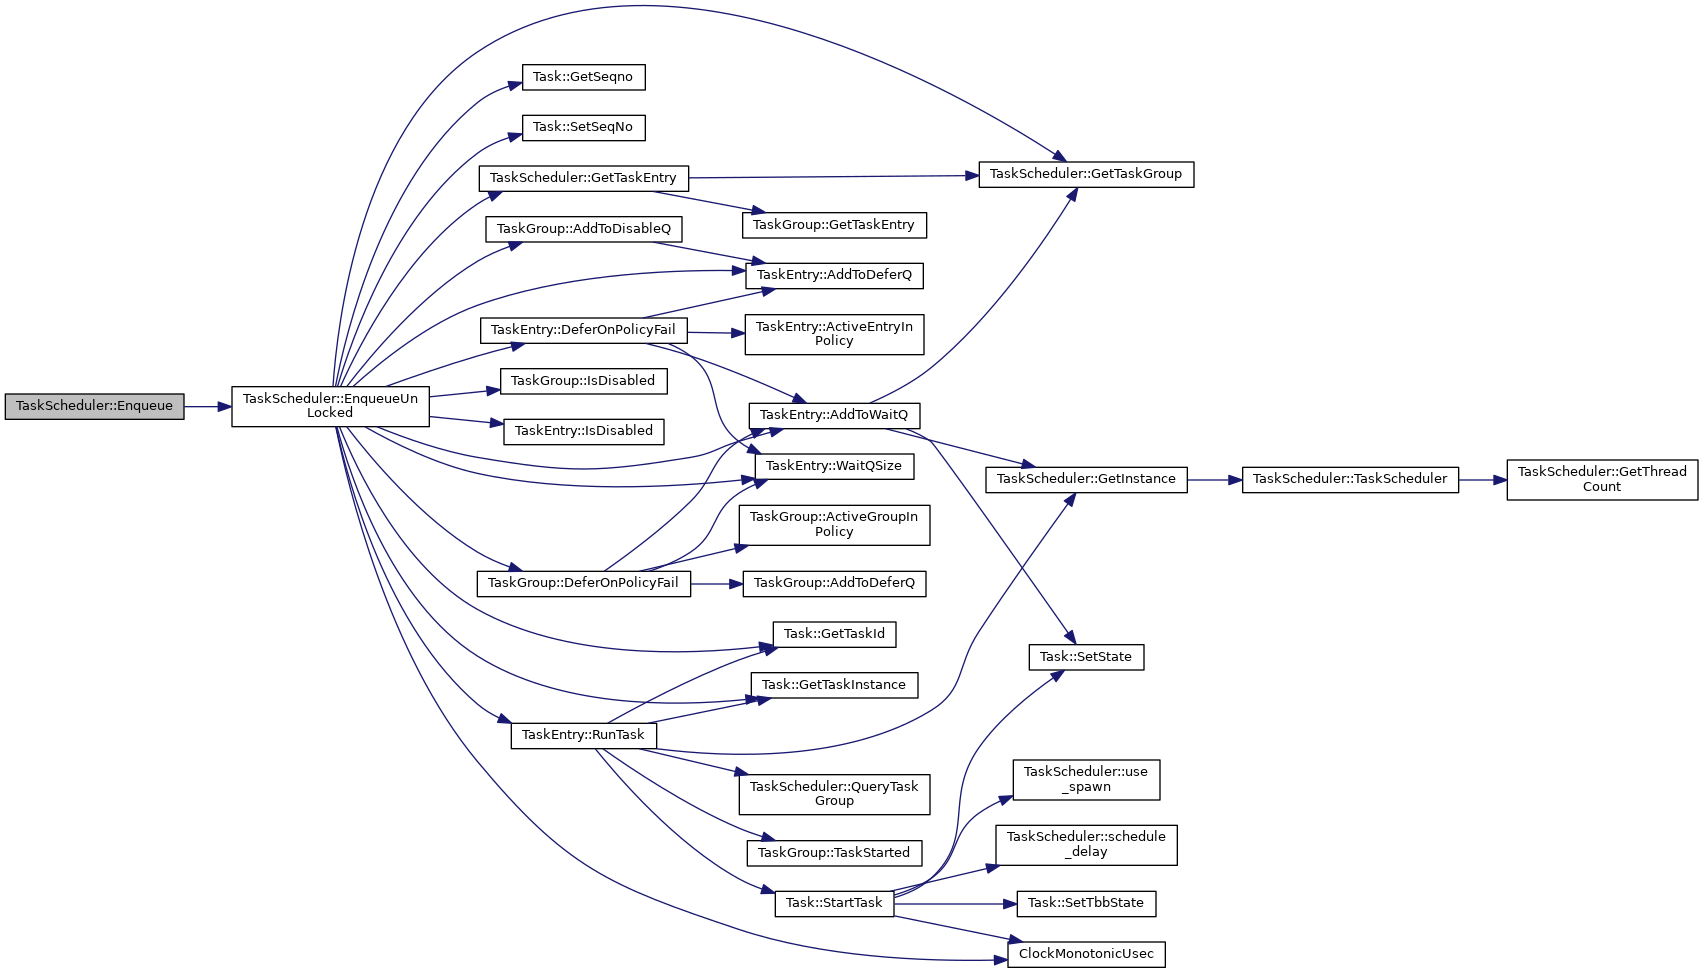 TaskScheduler::Enqueue
TaskScheduler::EnqueueUn
Locked
Task::GetSeqno
Task::SetSeqNo
TaskScheduler::GetTaskEntry
TaskGroup::AddToDisableQ
TaskEntry::DeferOnPolicyFail
TaskGroup::IsDisabled
TaskEntry::IsDisabled
TaskGroup::DeferOnPolicyFail
TaskEntry::RunTask
TaskGroup::GetTaskEntry
TaskEntry::AddToDeferQ
TaskEntry::ActiveEntryIn
Policy
TaskEntry::AddToWaitQ
TaskEntry::WaitQSize
TaskGroup::ActiveGroupIn
Policy
TaskGroup::AddToDeferQ
Task::GetTaskId
Task::GetTaskInstance
TaskScheduler::QueryTask
Group
TaskGroup::TaskStarted
Task::StartTask
TaskScheduler::GetTaskGroup
TaskScheduler::GetInstance
Task::SetState
TaskScheduler::use
_spawn
TaskScheduler::schedule
_delay
Task::SetTbbState
ClockMonotonicUsec
TaskScheduler::TaskScheduler
TaskScheduler::GetThread
Count